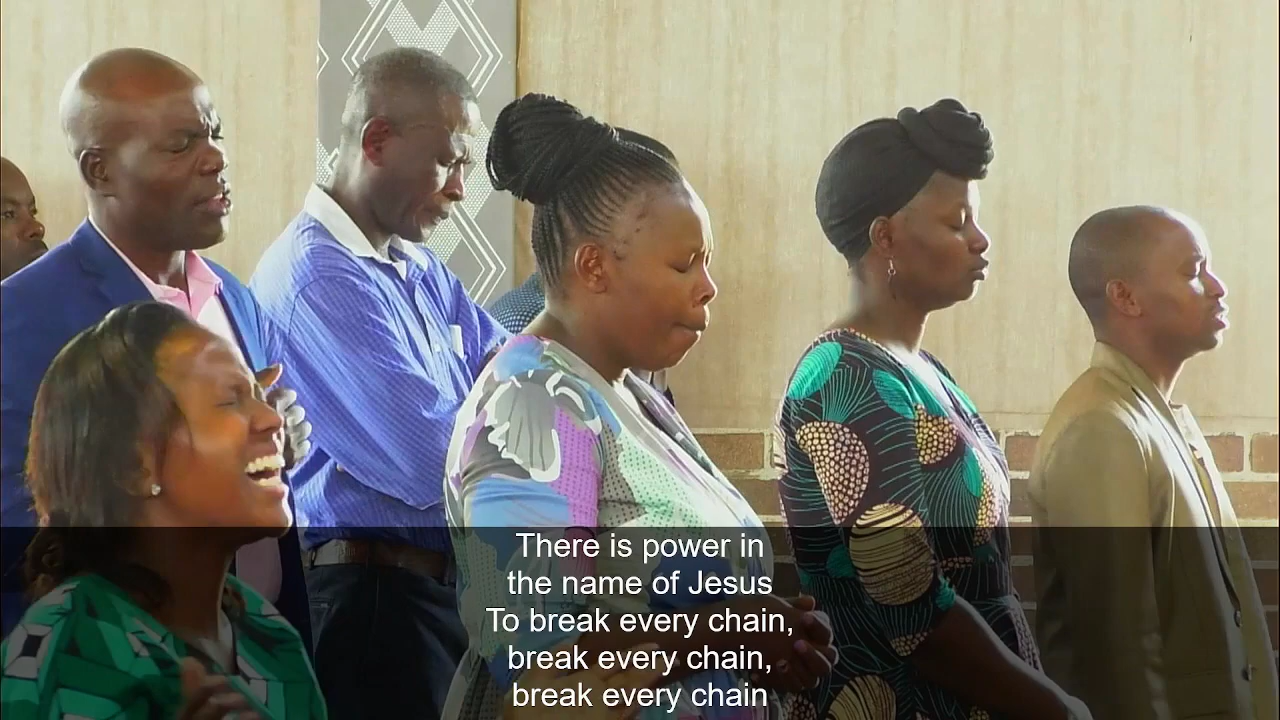 There is power in
the name of Jesus
To break every chain,
break every chain,
break every chain